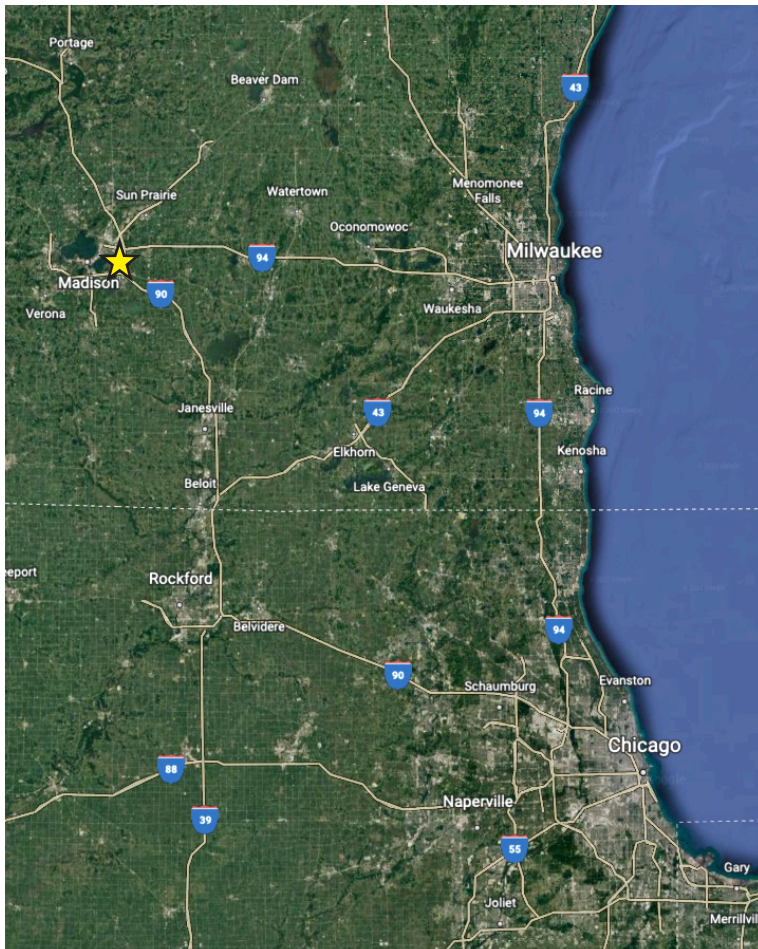 Portage
43
Beaver Dam
Sun Prairie
Watertown
Menomonee
Falls
Oconomowoc
Milwaukee
94
Madison
90
Verona
Waukesha
Janesville
43
94
Racine
Elkhorn
Kenosha
Beloit
Lake Geneva
eeport
Rockford
Belvidere
94
90
Schaumburg
Evanston
Chicago
88
Naperville
39
55
Gary
Joliet
Merrillvil